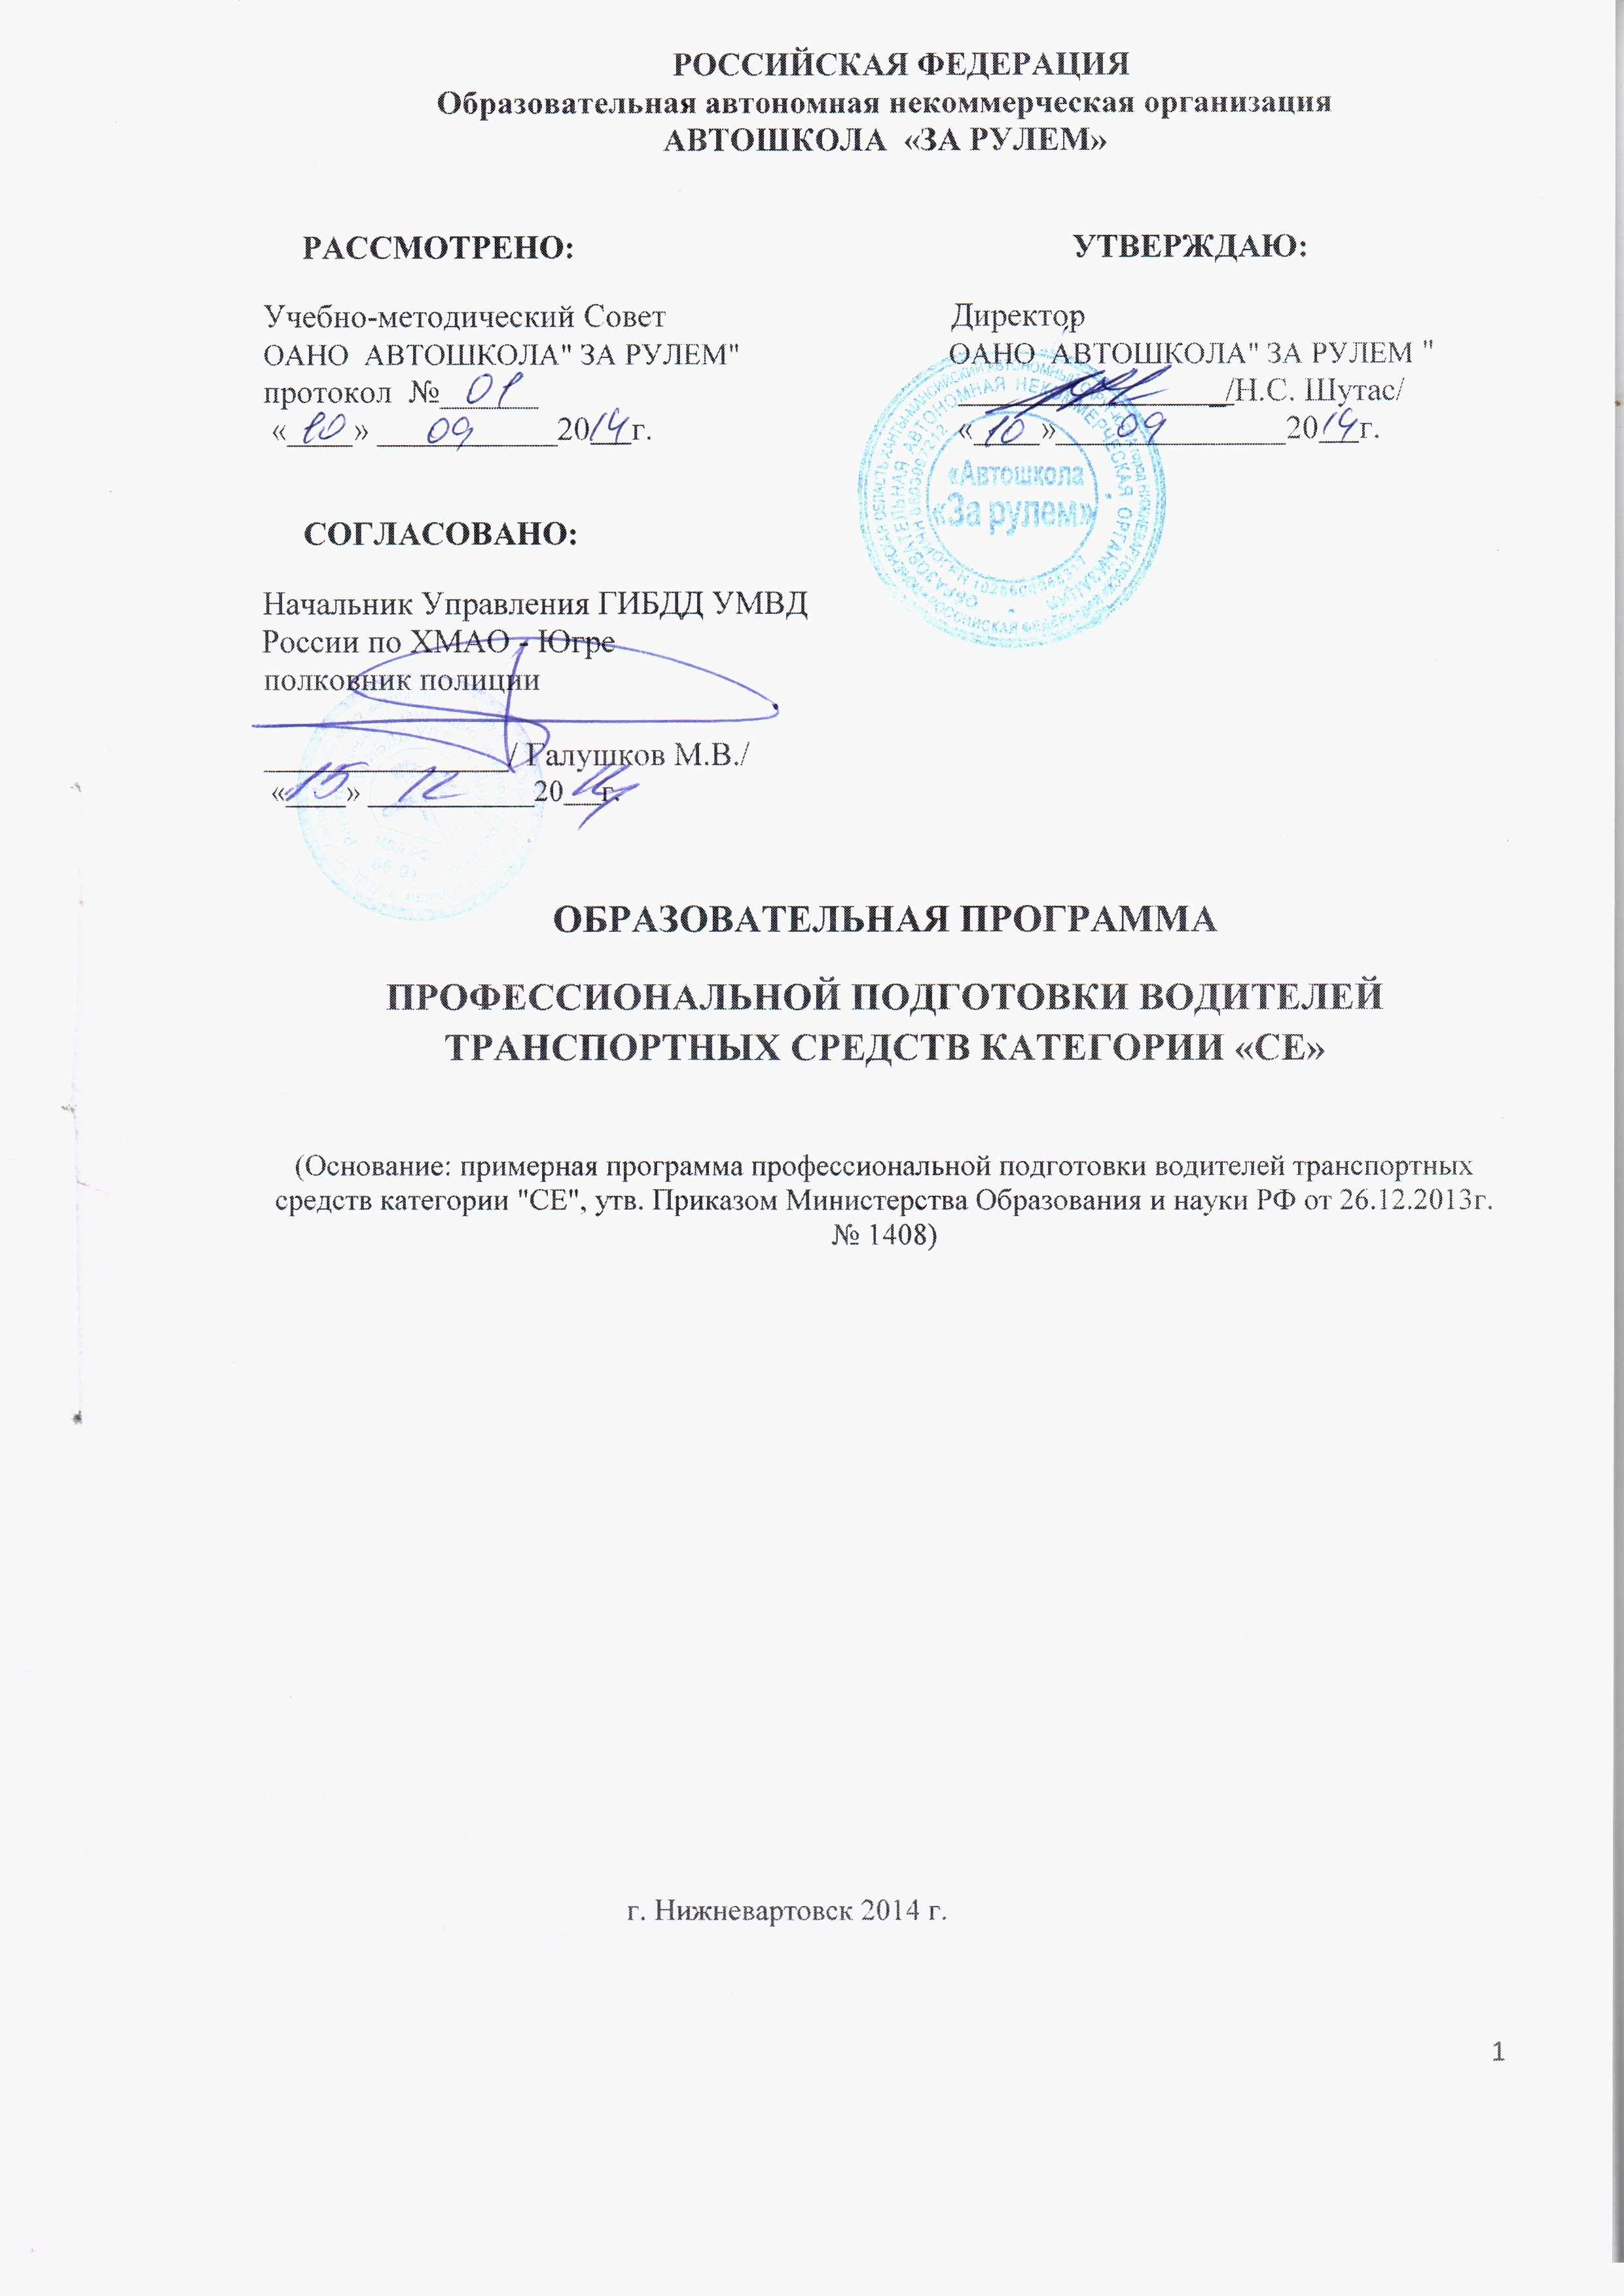 РОССИЙСКАЯ ФЕДЕРАЦИЯ
Образовательная автономная некоммерческая организация
АВТОШКОЛА «ЗА РУЛЕМ»
РАССМОТРЕНО:
Учебно-методический Совет
ОАНО АВТОШКОЛА" ЗА РУЛЕМ"
протокол № 01
«10» 09 2014г.
УТВЕРЖДАЮ:
Директор
ОАНО АВТОШКОЛА" ЗА РУЛЕМ "
/Н.С. Шутас/
«10» 09 2014г.
«Автошкола
«За рулем»
СОГЛАСОВАНО:
Начальник Управления ГИБДД УМВД
России по ХМАО - Югре
полковник полиции
/ Галушков М.В./
«15» 12 2014г.
ОБРАЗОВАТЕЛЬНАЯ ПРОГРАММА
ПРОФЕССИОНАЛЬНОЙ ПОДГОТОВКИ ВОДИТЕЛЕЙ
ТРАНСПОРТНЫХ СРЕДСТВ КАТЕГОРИИ «СЕ»
(Основание: примерная программа профессиональной подготовки водителей транспортных
средств категории "СЕ", утв. Приказом Министерства Образования и науки РФ от 26.12.2013г.
№ 1408)
г. Нижневартовск 2014 г.
1